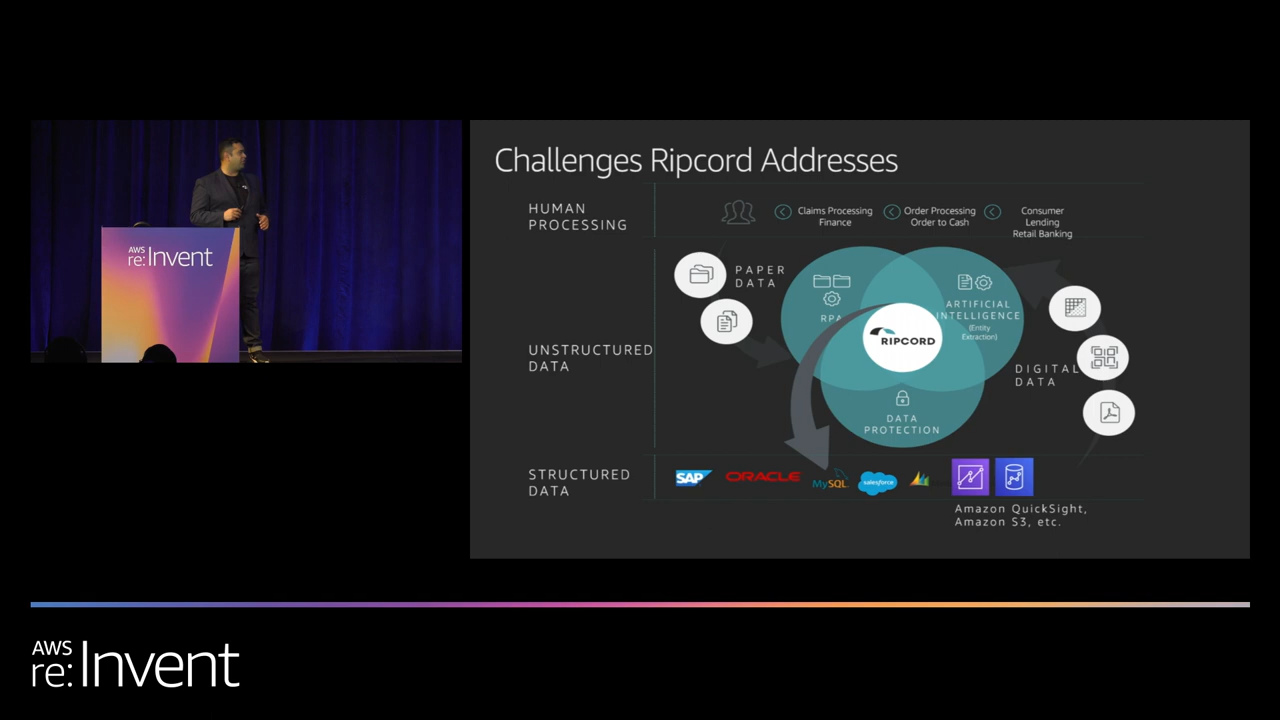 AWS
re:Invent
Challenges Ripcord Addresses
HUMAN
PROCESSING
Claims Processing
Finance
Order Processing
Order to Cash
Consumer
Lending
Retail Banking
UNSTRUCTURED
DATA
PAPER
DATA
RPA
RIPCORD
ARTIFICIAL
INTELLIGENCE
(Entity
Extraction)
DATA
PROTECTION
DIGITAL
DATA
STRUCTURED
DATA
SAP
ORACLE
MySQL
salesforce
Amazon QuickSight,
Amazon S3, etc.
AWS
re:Invent